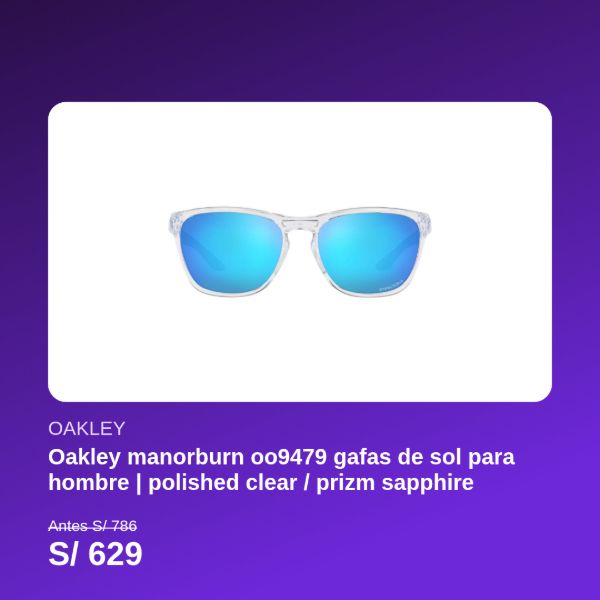 OAKLEY
Oakley manorburn oo9479 gafas de sol para
hombre | polished clear / prizm sapphire
Antes S/ 786
S/ 629